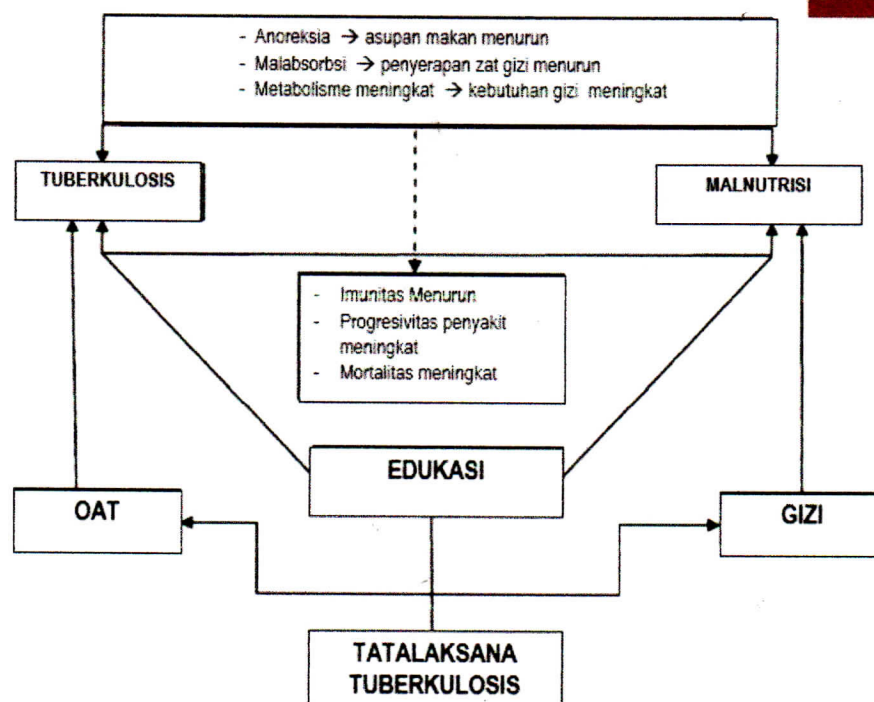 - Anoreksia → asupan makan menurun
- Malabsorbsi → penyerapan zat gizi menurun
- Metabolisme meningkat → kebutuhan gizi meningkat
TUBERKULOSIS
MALNUTRISI
- Imunitas Menurun
- Progresivitas penyakit
meningkat
- Mortalitas meningkat
EDUKASI
OAT
GIZI
TATALAKSANA
TUBERKULOSIS